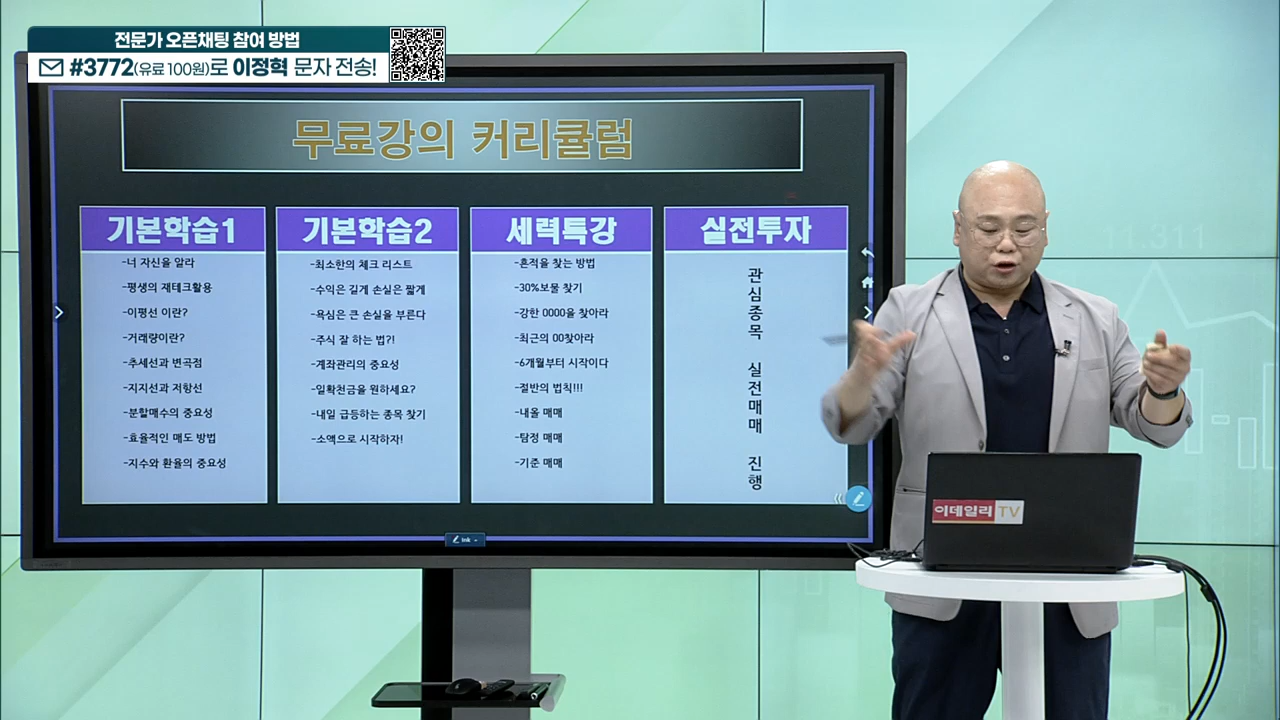 전문가 오픈채팅 참여 방법
#3772(유료 100원)로 이정혁 문자 전송!
무료강의 커리큘럼
기본학습1
-너 자신을 알라
-평생의 재테크활용
-이평선 이란?
-거래량이란?
-추세선과 변곡점
-지지선과 저항선
-분할매수의 중요성
-효율적인 매도 방법
-지수와 환율의 중요성
기본학습2
-최소한의 체크 리스트
-수익은 길게 손실은 짧게
-욕심은 큰 손실을 부른다
-주식 잘 하는 법?!
-계좌관리의 중요성
-일확천금을 원하세요?
-내일 급등하는 종목 찾기
-소액으로 시작하자!
세력특강
-흔적을 찾는 방법
-30%보물 찾기
-강한 0000을 찾아라
-최근의 00찾아라
-6개월부터 시작이다
-절반의 법칙!!!
-내올 매매
-탐정 매매
-기준 매매
실전투자
관심종목 실전매매 진행
Ink
11.311
이데일리TV